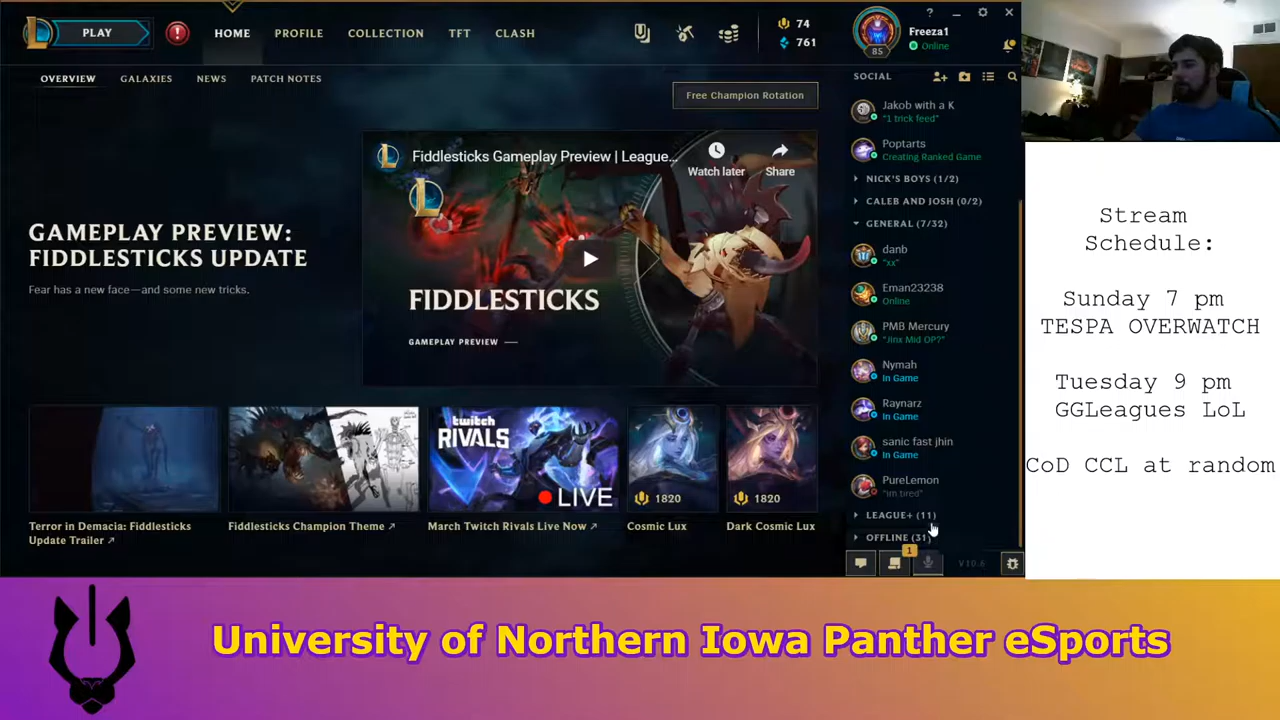 PLAY
HOME
PROFILE
COLLECTION
TFT
CLASH
74
761
85
Freeza1
Online
OVERVIEW
GALAXIES
NEWS
PATCH NOTES
Free Champion Rotation
GAMEPLAY PREVIEW:
FIDDLESTICKS UPDATE
Fear has a new face—and some new tricks.
Fiddlesticks Gameplay Preview | League...
Watch later
Share
FIDDLESTICKS
GAMEPLAY PREVIEW
twitch
RIVALS
LIVE
1820
1820
Terror in Demacia: Fiddlesticks
Update Trailer
Fiddlesticks Champion Theme
March Twitch Rivals Live Now
Cosmic Lux
Dark Cosmic Lux
SOCIAL
Jakob with a K
"1 trick feed"
Poptarts
Creating Ranked Game
NICK'S BOYS (1/2)
CALEB AND JOSH (0/2)
GENERAL (7/32)
danb
"xx"
Eman23238
Online
PMB Mercury
"Jinx Mid OP?"
Nymah
In Game
Raynarz
In Game
sanic fast jhin
In Game
PureLemon
"im tired"
LEAGUE+ (11)
OFFLINE (31)
1
V10.6
Stream
Schedule:
Sunday 7 pm
TESPA OVERWATCH
Tuesday 9 pm
GGLeagues LoL
CoD CCL at random
University of Northern Iowa Panther eSports